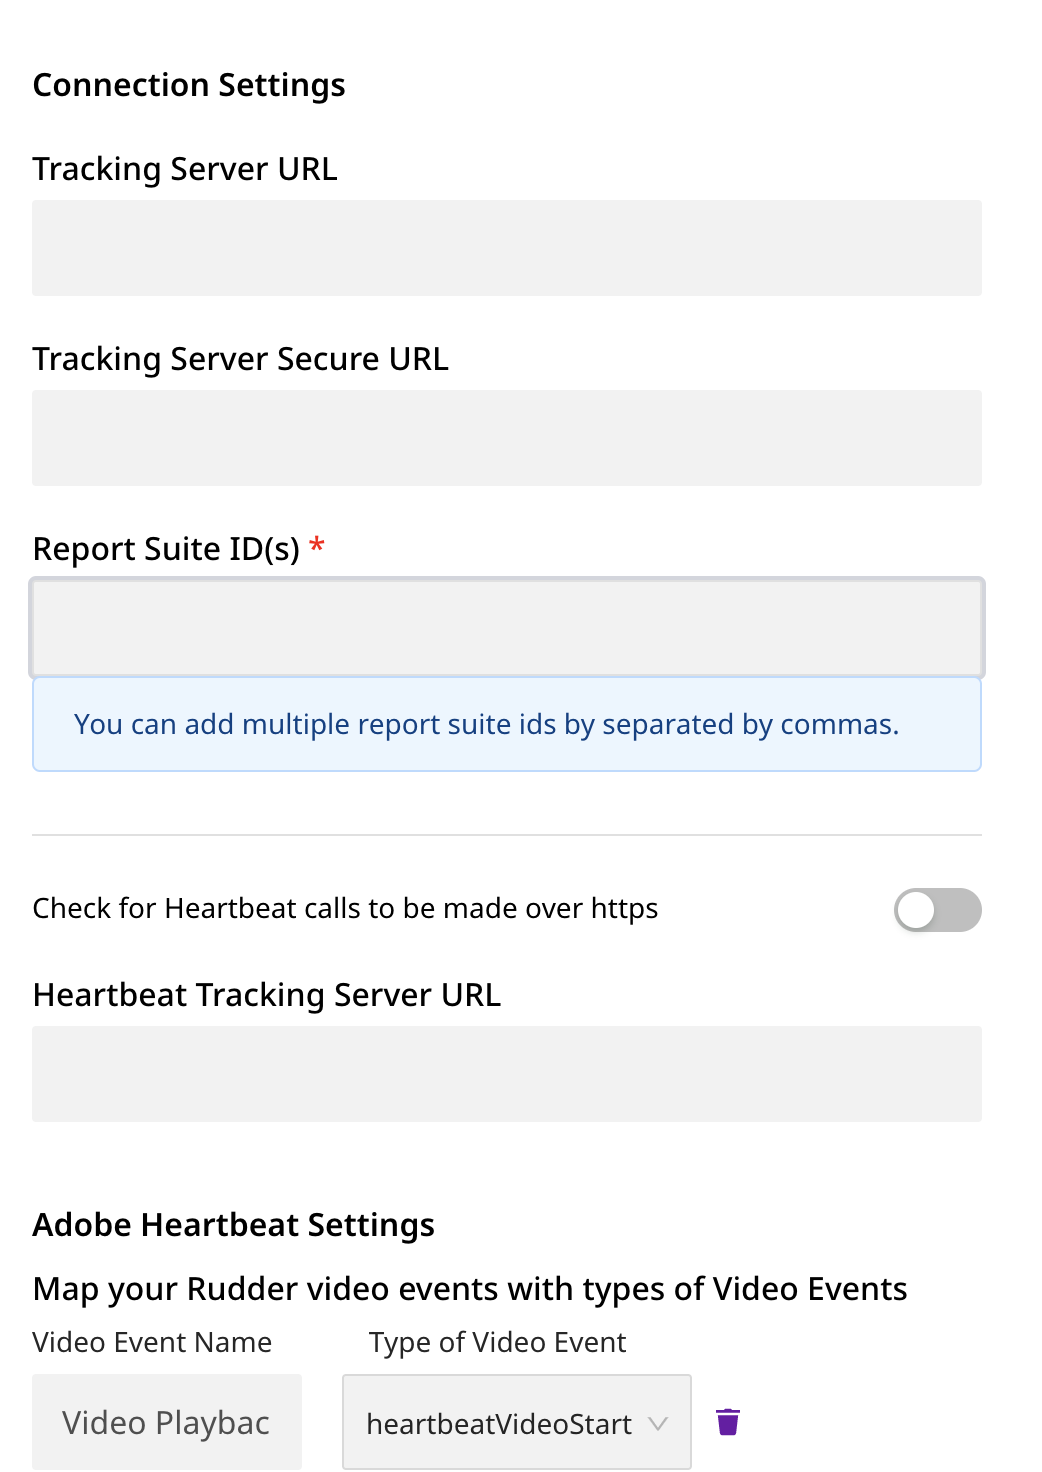 Connection Settings
Tracking Server URL
Tracking Server Secure URL
Report Suite ID(s) *
You can add multiple report suite ids by separated by commas.
Check for Heartbeat calls to be made over https
Heartbeat Tracking Server URL
Adobe Heartbeat Settings
Map your Rudder video events with types of Video Events
Video Event Name Type of Video Event
Video Playbac heartbeatVideoStart